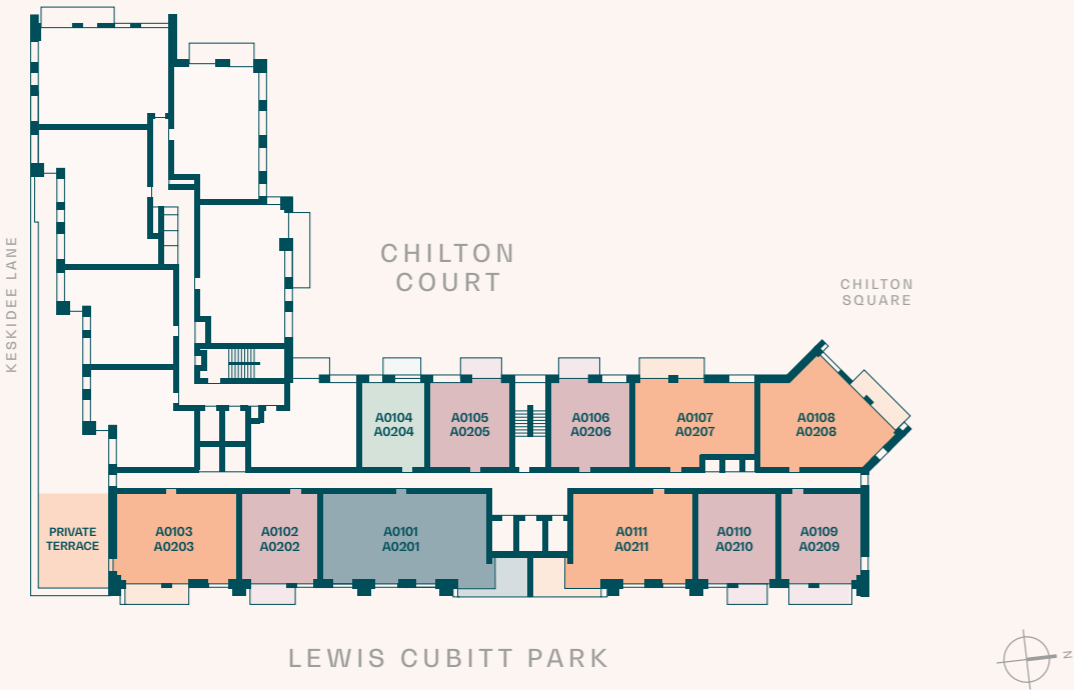 CHILTON
COURT
CHILTON
SQUARE
KESKIDEE LANE
A0104
A0204
A0105
A0205
A0106
A0206
A0107
A0207
A0108
A0208
PRIVATE
TERRACE
A0103
A0203
A0102
A0202
A0101
A0201
A0111
A0211
A0110
A0210
A0109
A0209
LEWIS CUBITT PARK
N